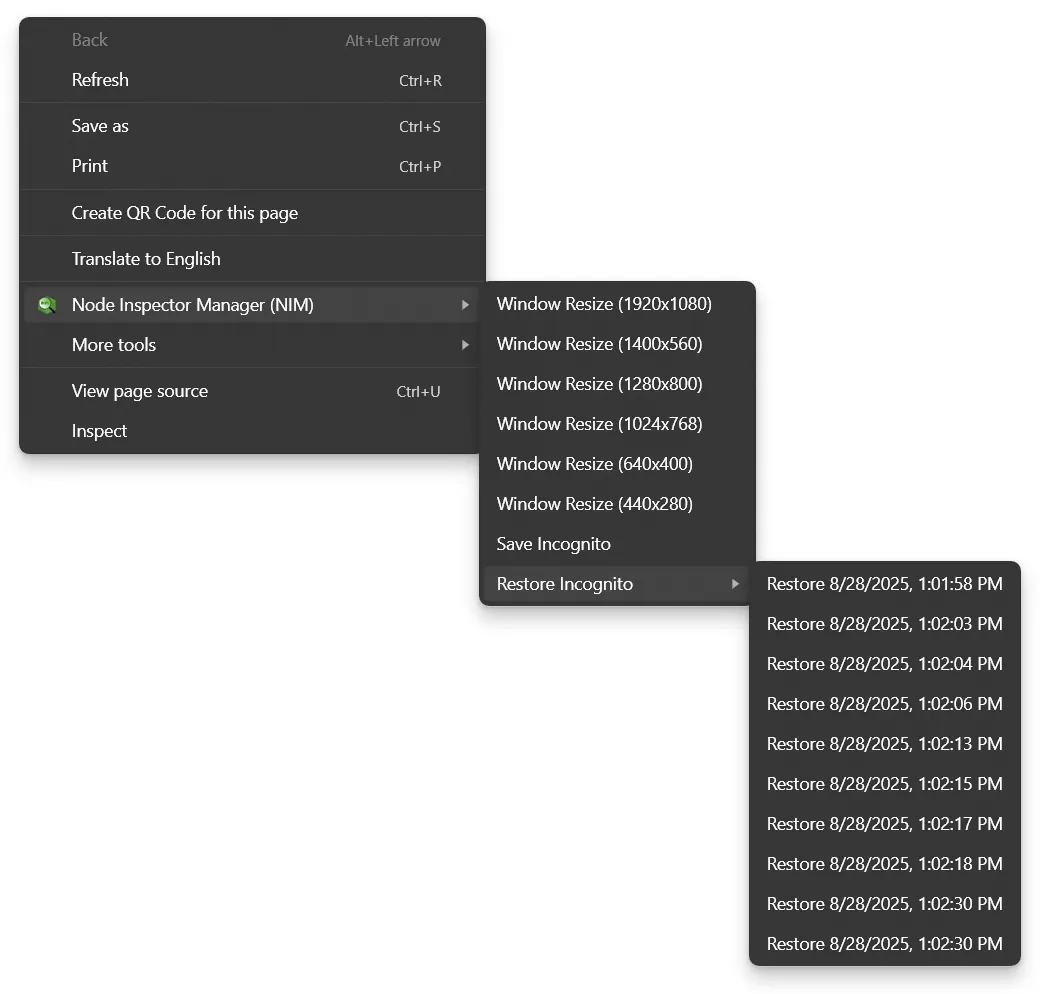 Back Alt+Left arrow
Refresh Ctrl+R
Save as Ctrl+S
Print Ctrl+P
Create QR Code for this page
Translate to English
Node Inspector Manager (NIM)
More tools
View page source Ctrl+U
Inspect
Window Resize (1920x1080)
Window Resize (1400x560)
Window Resize (1280x800)
Window Resize (1024x768)
Window Resize (640x400)
Window Resize (440x280)
Save Incognito
Restore Incognito
Restore 8/28/2025, 1:01:58 PM
Restore 8/28/2025, 1:02:03 PM
Restore 8/28/2025, 1:02:04 PM
Restore 8/28/2025, 1:02:06 PM
Restore 8/28/2025, 1:02:13 PM
Restore 8/28/2025, 1:02:15 PM
Restore 8/28/2025, 1:02:17 PM
Restore 8/28/2025, 1:02:18 PM
Restore 8/28/2025, 1:02:30 PM
Restore 8/28/2025, 1:02:30 PM